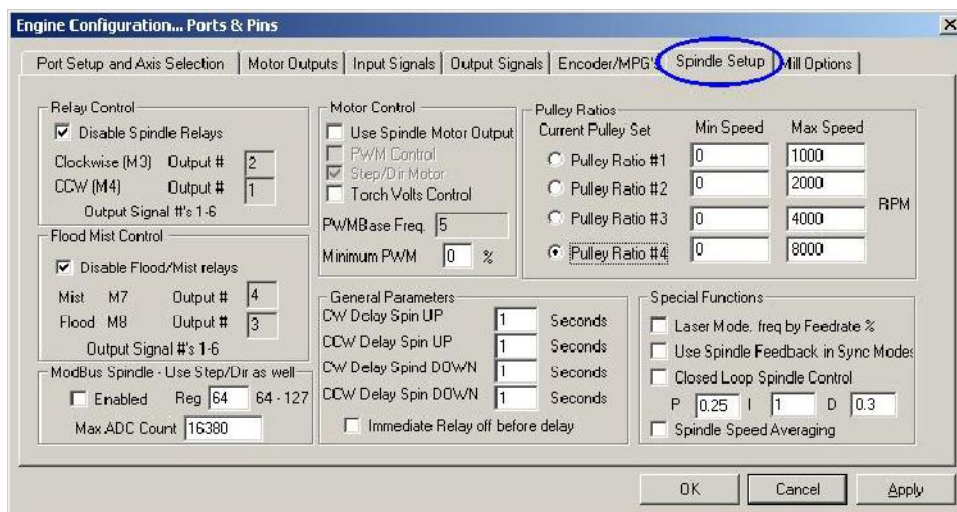 Engine Configuration... Ports & Pins
Port Setup and Axis Selection | Motor Outputs | Input Signals | Output Signals | Encoder/MPG's | Spindle Setup | Mill Options
Relay Control
Disable Spindle Relays
Clockwise (M3) Output # 2
CCW (M4) Output # 1
Output Signal #'s 1-6
Flood Mist Control
Disable Flood/Mist relays
Mist M7 Output # 4
Flood M8 Output # 3
Output Signal #'s 1-6
ModBus Spindle - Use Step/Dir as well
Enabled Reg 64 64 - 127
Max ADC Count 16380
Motor Control
Use Spindle Motor Output
PWM Control
Step/Dir Motor
Torch Volts Control
PWMBase Freq. 5
Minimum PWM 0 %
General Parameters
CW Delay Spin UP 1 Seconds
CCW Delay Spin UP 1 Seconds
CW Delay Spind DOWN 1 Seconds
CCW Delay Spin DOWN 1 Seconds
Immediate Relay off before delay
Pulley Ratios
Current Pulley Set Min Speed Max Speed
Pulley Ratio #1 0 1000
Pulley Ratio #2 0 2000
Pulley Ratio #3 0 4000
Pulley Ratio #4 0 8000
RPM
Special Functions
Laser Mode. freq by Feedrate %
Use Spindle Feedback in Sync Modes
Closed Loop Spindle Control
P 0.25 I 1 D 0.3
Spindle Speed Averaging
OK Cancel Apply